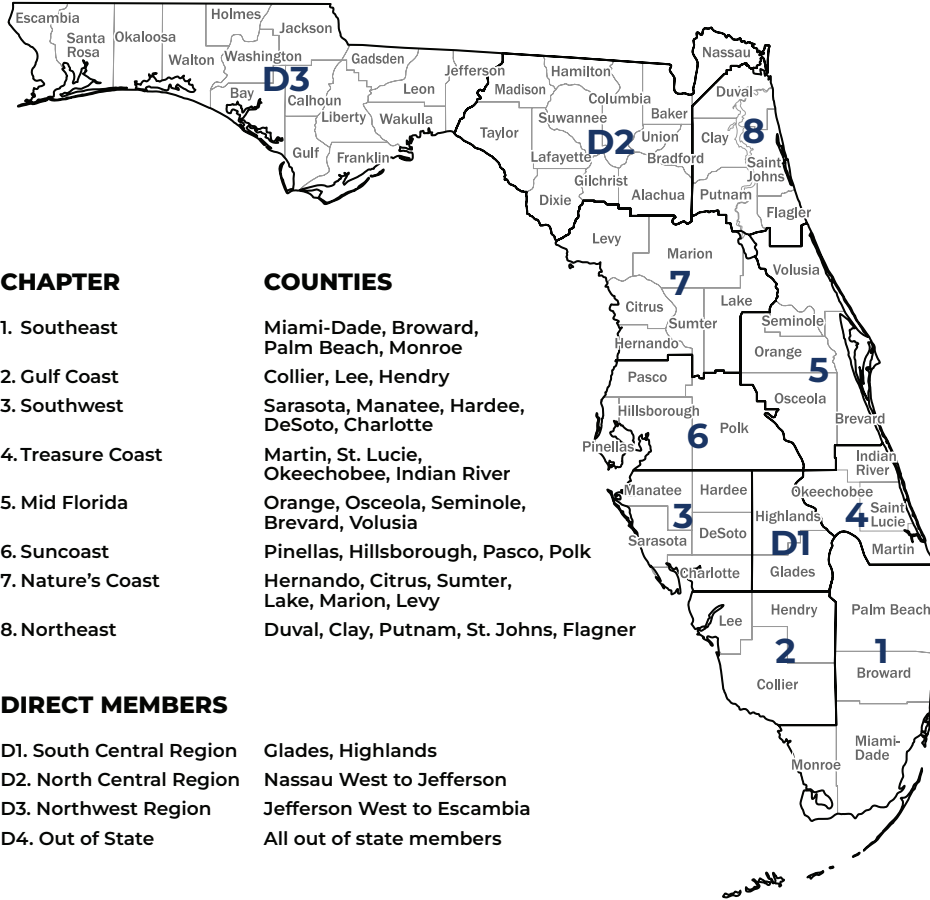 Escambia
Santa
Rosa
Okaloosa
Walton
Holmes
Washington
Jackson
Bay
D3
Calhoun
Gulf
Liberty
Franklin
Gadsden
Leon
Wakulla
Jefferson
Madison
Taylor
Hamilton
Suwannee
Lafayette
Dixie
Columbia
D2
Gilchrist
Baker
Union
Bradford
Alachua
Nassau
Duval
Clay
8
Saint
Johns
Putnam
Flagler
Levy
Marion
7
Citrus
Sumter
Lake
Hernando
Volusia
Seminole
Orange
5
Osceola
Brevard
Pasco
Hillsborough
Pinellas
6
Polk
Indian
River
Okeechobee
4
Saint
Lucie
Martin
Manatee
Hardee
3
Sarasota
DeSoto
Charlotte
Highlands
D1
Glades
Lee
Hendry
2
Collier
Palm Beach
1
Broward
Miami-
Dade
Monroe
CHAPTER COUNTIES
1. Southeast Miami-Dade, Broward,
Palm Beach, Monroe
2. Gulf Coast Collier, Lee, Hendry
3. Southwest Sarasota, Manatee, Hardee,
DeSoto, Charlotte
4. Treasure Coast Martin, St. Lucie,
Okeechobee, Indian River
5. Mid Florida Orange, Osceola, Seminole,
Brevard, Volusia
6. Suncoast Pinellas, Hillsborough, Pasco, Polk
7. Nature's Coast Hernando, Citrus, Sumter,
Lake, Marion, Levy
8. Northeast Duval, Clay, Putnam, St. Johns, Flagner
DIRECT MEMBERS
D1. South Central Region Glades, Highlands
D2. North Central Region Nassau West to Jefferson
D3. Northwest Region Jefferson West to Escambia
D4. Out of State All out of state members